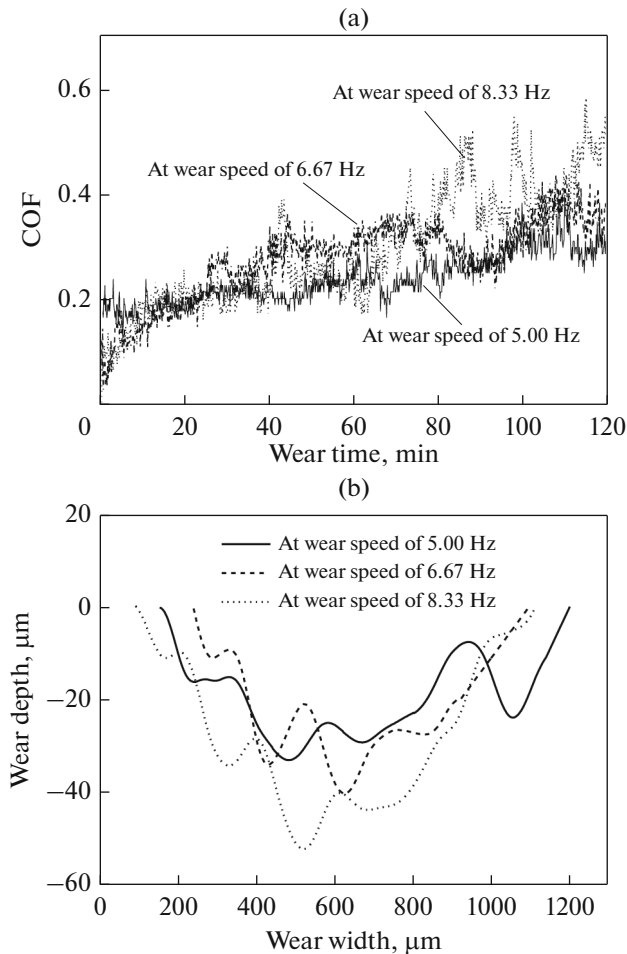 (a)
0.6
0.4
0.2
0
COF
At wear speed of 8.33 Hz
At wear speed of 6.67 Hz
At wear speed of 5.00 Hz
20
40
60
80
100
120
Wear time, min
(b)
20
0
−20
−40
−60
Wear depth, µm
At wear speed of 5.00 Hz
At wear speed of 6.67 Hz
At wear speed of 8.33 Hz
0
200
400
600
800
1000
1200
Wear width, µm